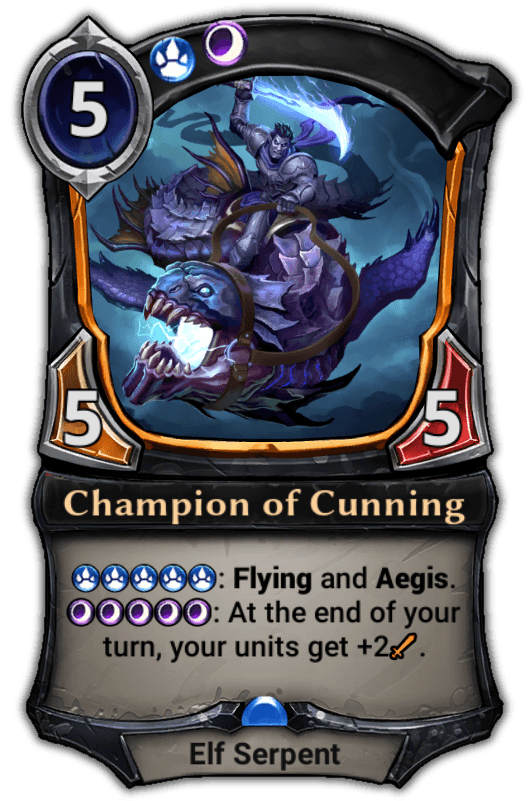 5
5
5
Champion of Cunning
: Flying and Aegis.
: At the end of your
turn, your units get +2.
Elf Serpent